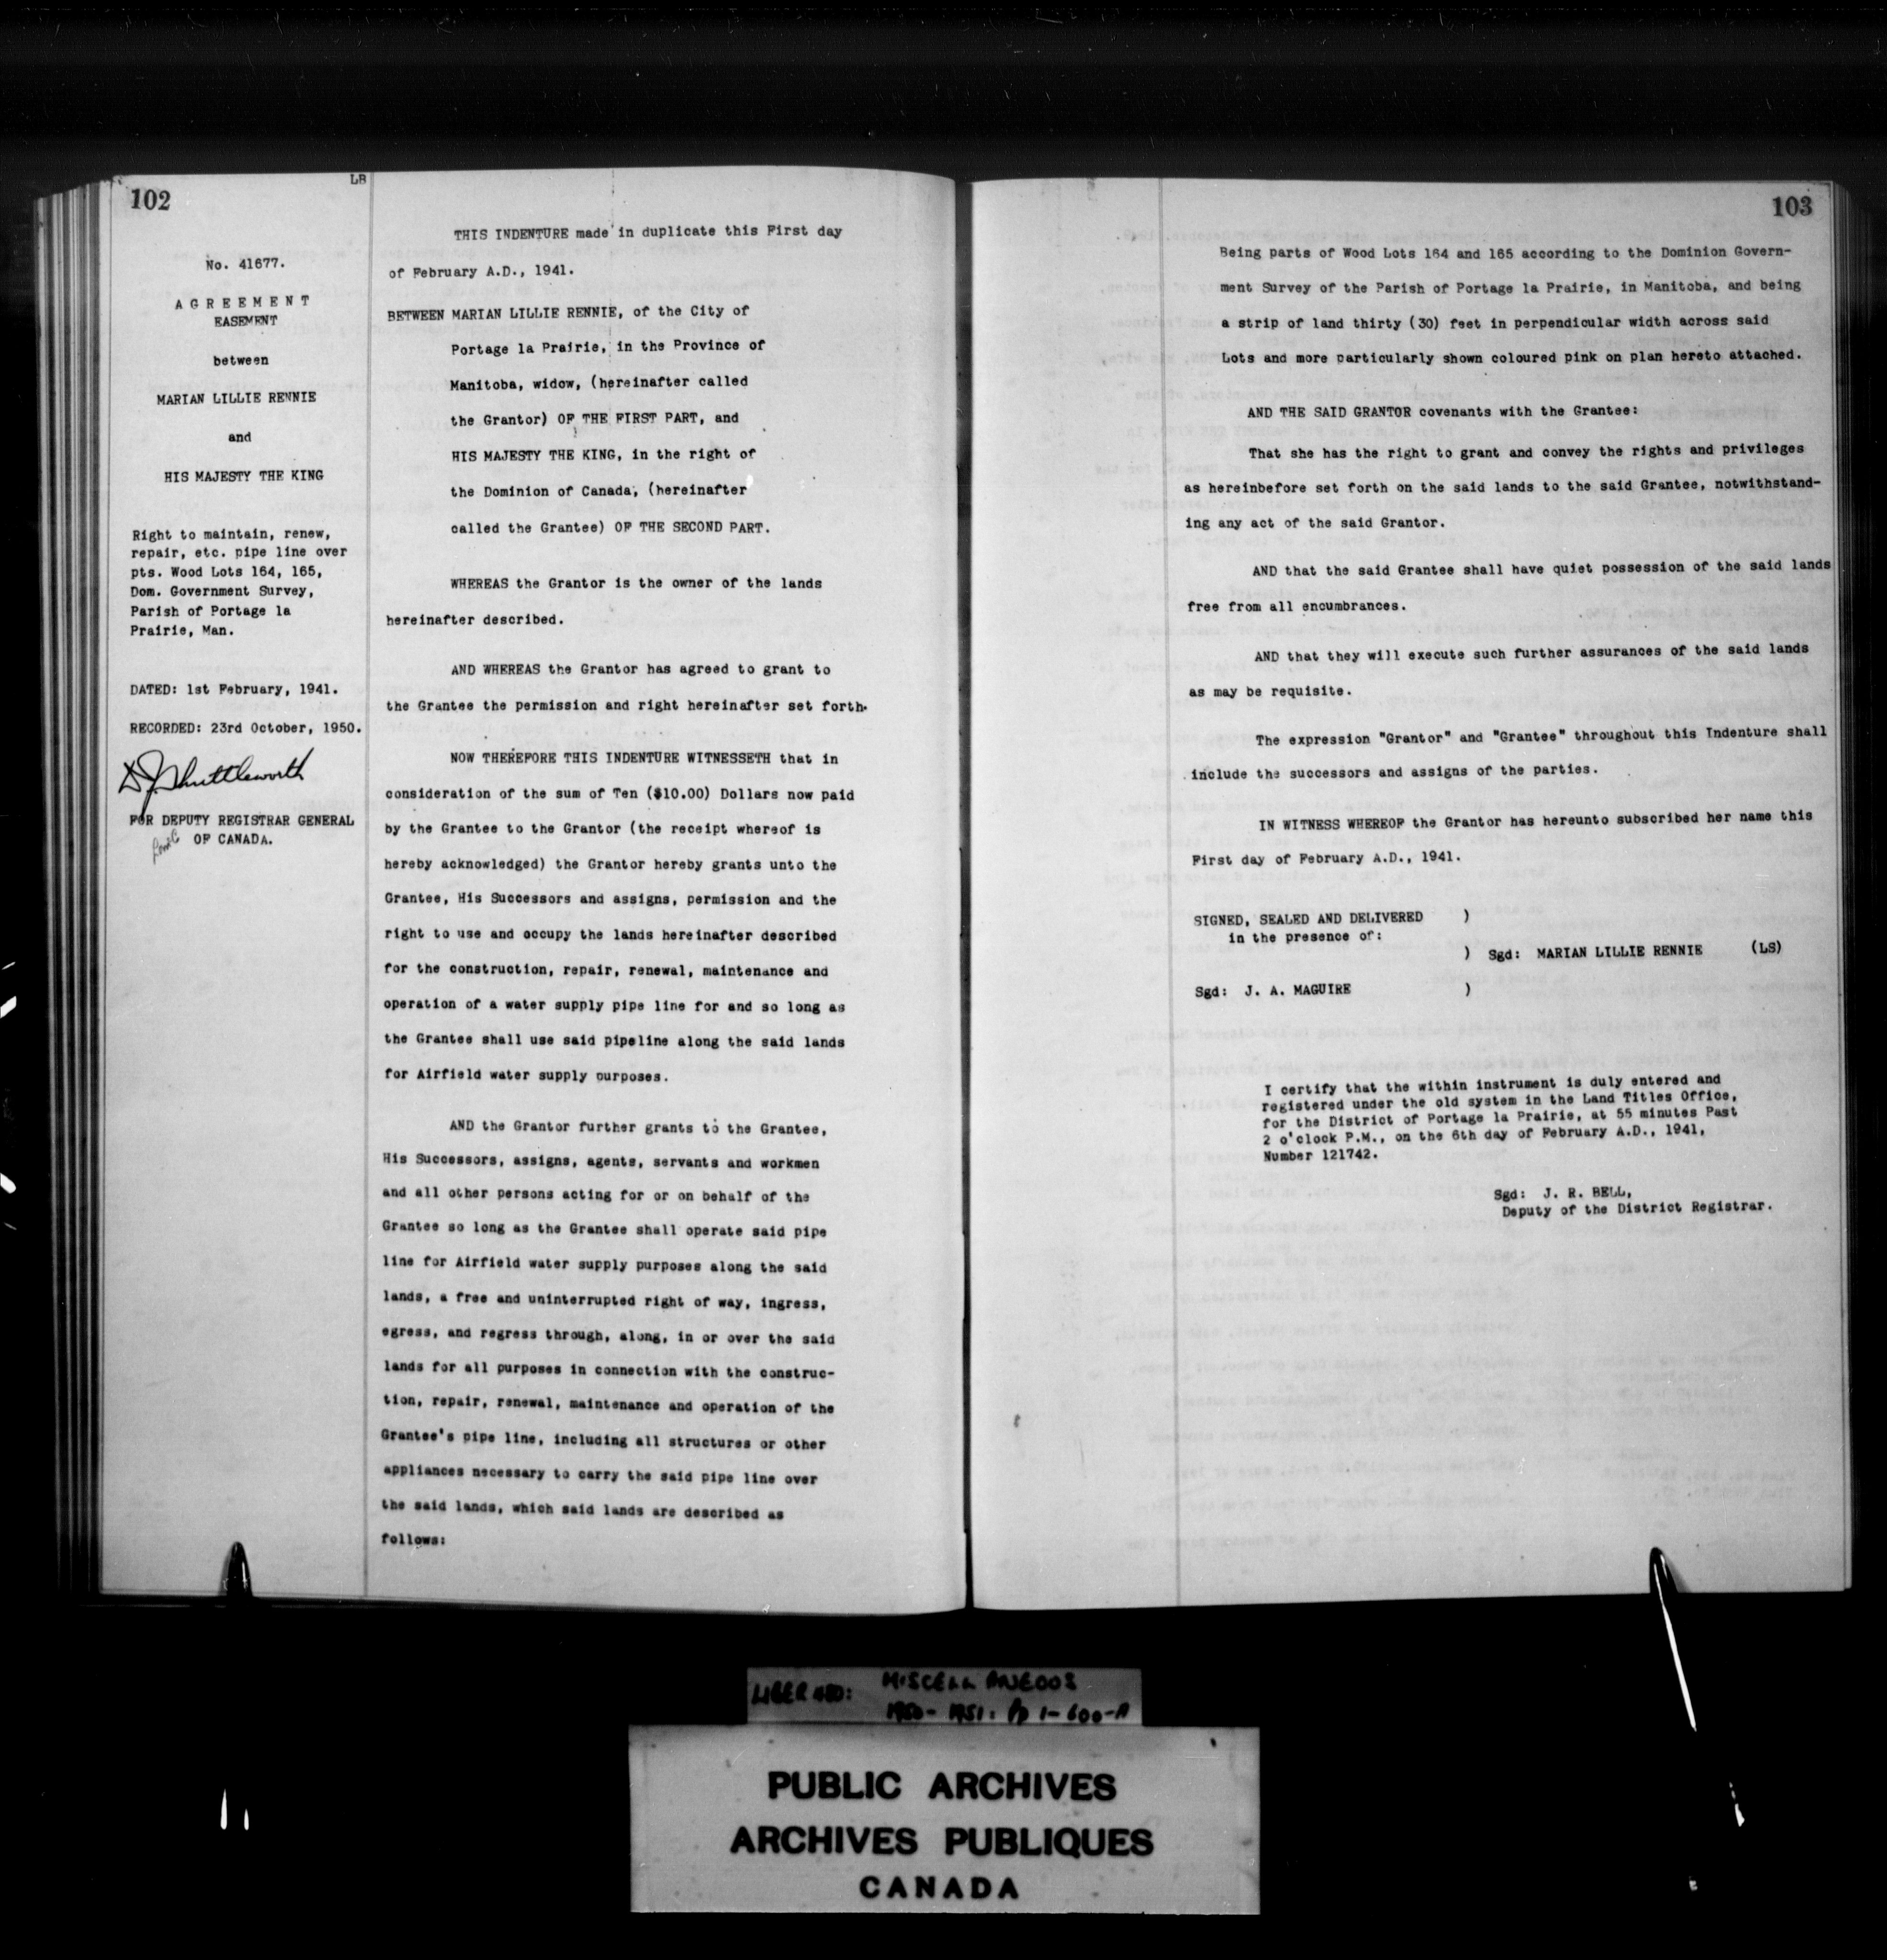 102
LB
No. 41677.
A G R E E M E N T
EASEMENT
between
MARIAN LILLIE RENNIE
and
HIS MAJESTY THE KING
Right to maintain, renew,
repair, etc. pipe line over
pts. Wood Lots 164, 165,
Dom. Government Survey,
Parish of Portage la
Prairie, Man.
DATED: 1st February, 1941.
RECORDED: 23rd October, 1950.
DJShuttleworth
FOR DEPUTY REGISTRAR GENERAL
OF CANADA.
THIS INDENTURE made in duplicate this First day
of February A.D., 1941.
BETWEEN MARIAN LILLIE RENNIE, of the City of
Portage la Prairie, in the Province of
Manitoba, widow, (hereinafter called
the Grantor) OF THE FIRST PART, and
HIS MAJESTY THE KING, in the right of
the Dominion of Canada, (hereinafter
called the Grantee) OF THE SECOND PART.
WHEREAS the Grantor is the owner of the lands
hereinafter described.
AND WHEREAS the Grantor has agreed to grant to
the Grantee the permission and right hereinafter set forth.
NOW THEREFORE THIS INDENTURE WITNESSETH that in
consideration of the sum of Ten ($10.00) Dollars now paid
by the Grantee to the Grantor (the receipt whereof is
hereby acknowledged) the Grantor hereby grants unto the
Grantee, His Successors and assigns, permission and the
right to use and occupy the lands hereinafter described
for the construction, repair, renewal, maintenance and
operation of a water supply pipe line for and so long as
the Grantee shall use said pipeline along the said lands
for Airfield water supply purposes.
AND the Grantor further grants to the Grantee,
His Successors, assigns, agents, servants and workmen
and all other persons acting for or on behalf of the
Grantee so long as the Grantee shall operate said pipe
line for Airfield water supply purposes along the said
lands, a free and uninterrupted right of way, ingress,
egress, and regress through, along, in or over the said
lands for all purposes in connection with the construc-
tion, repair, renewal, maintenance and operation of the
Grantee's pipe line, including all structures or other
appliances necessary to carry the said pipe line over
the said lands, which said lands are described as
follows:
103
Being parts of Wood Lots 164 and 165 according to the Dominion Govern-
ment Survey of the Parish of Portage la Prairie, in Manitoba, and being
a strip of land thirty (30) feet in perpendicular width across said
Lots and more particularly shown coloured pink on plan hereto attached.
AND THE SAID GRANTOR covenants with the Grantee:
That she has the right to grant and convey the rights and privileges
as hereinbefore set forth on the said lands to the said Grantee, notwithstand-
ing any act of the said Grantor.
AND that the said Grantee shall have quiet possession of the said lands
free from all encumbrances.
AND that they will execute such further assurances of the said lands
as may be requisite.
The expression "Grantor" and "Grantee" throughout this Indenture shall
include the successors and assigns of the parties.
IN WITNESS WHEREOF the Grantor has hereunto subscribed her name this
First day of February A.D., 1941.
SIGNED, SEALED AND DELIVERED )
in the presence of:
) Sgd: MARIAN LILLIE RENNIE (LS)
Sgd: J. A. MAGUIRE )
I certify that the within instrument is duly entered and
registered under the old system in the Land Titles Office,
for the District of Portage la Prairie, at 55 minutes Past
2 o'clock P.M., on the 6th day of February A.D., 1941,
Number 121742.
Sgd: J. R. BELL,
Deputy of the District Registrar.
LIBER 480: MISCELLANEOUS
1950-1951: Pp 1-600-A
PUBLIC ARCHIVES
ARCHIVES PUBLIQUES
CANADA